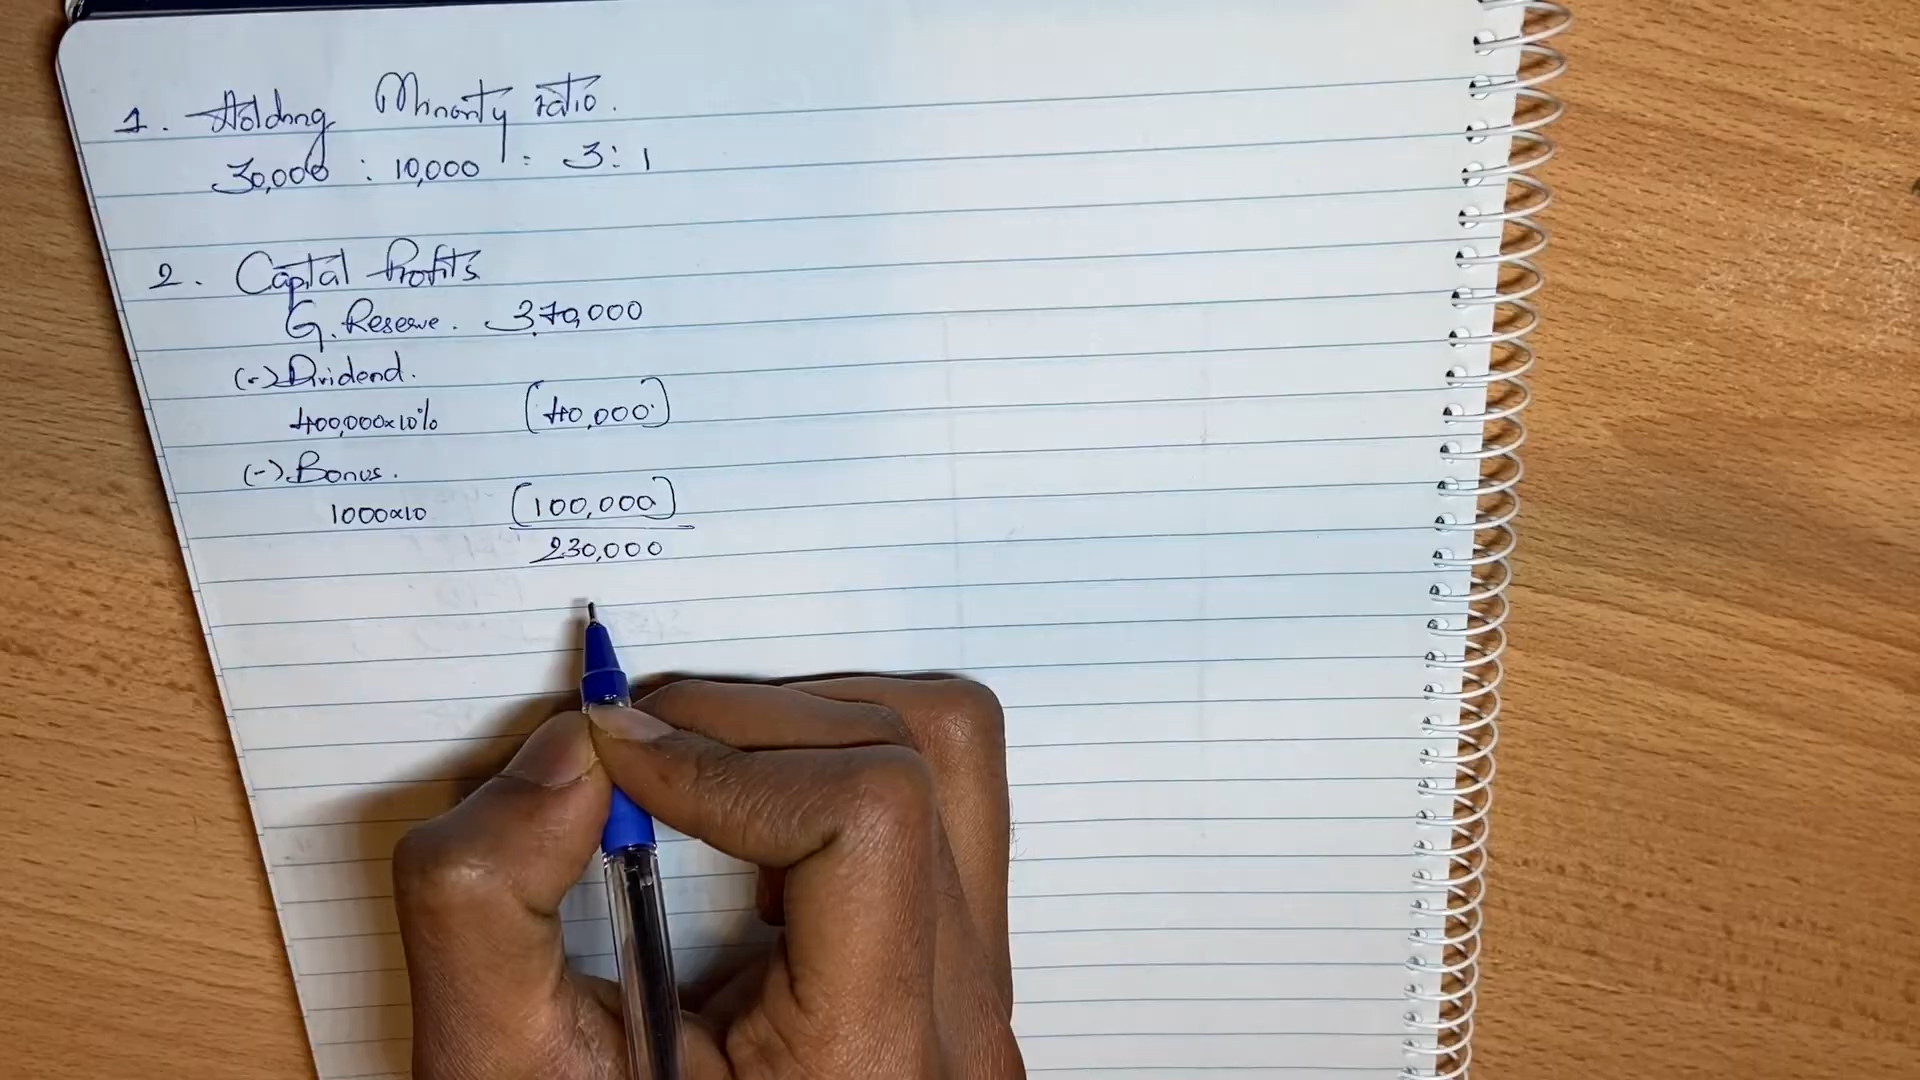 1. Holding Minority ratio.
30,000 : 10,000 = 3:1
2. Capital Profits
G. Reserve. 370,000
(-) Dividend.
400,000x10% (40,000)
(-) Bonus.
1000x10 (100,000)
230,000